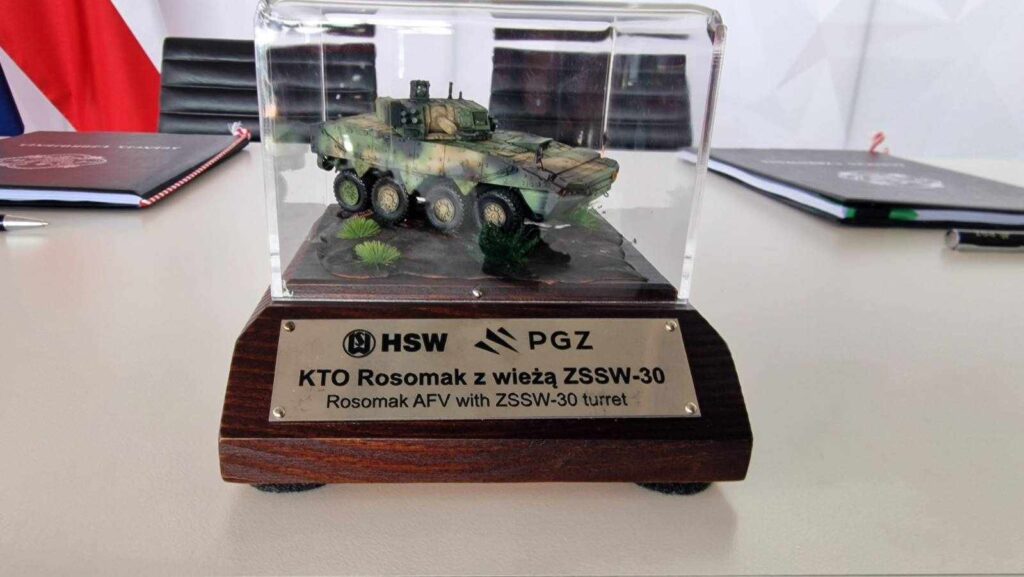 HSW PGZ
KTO Rosomak z wieżą ZSSW-30
Rosomak AFV with ZSSW-30 turret